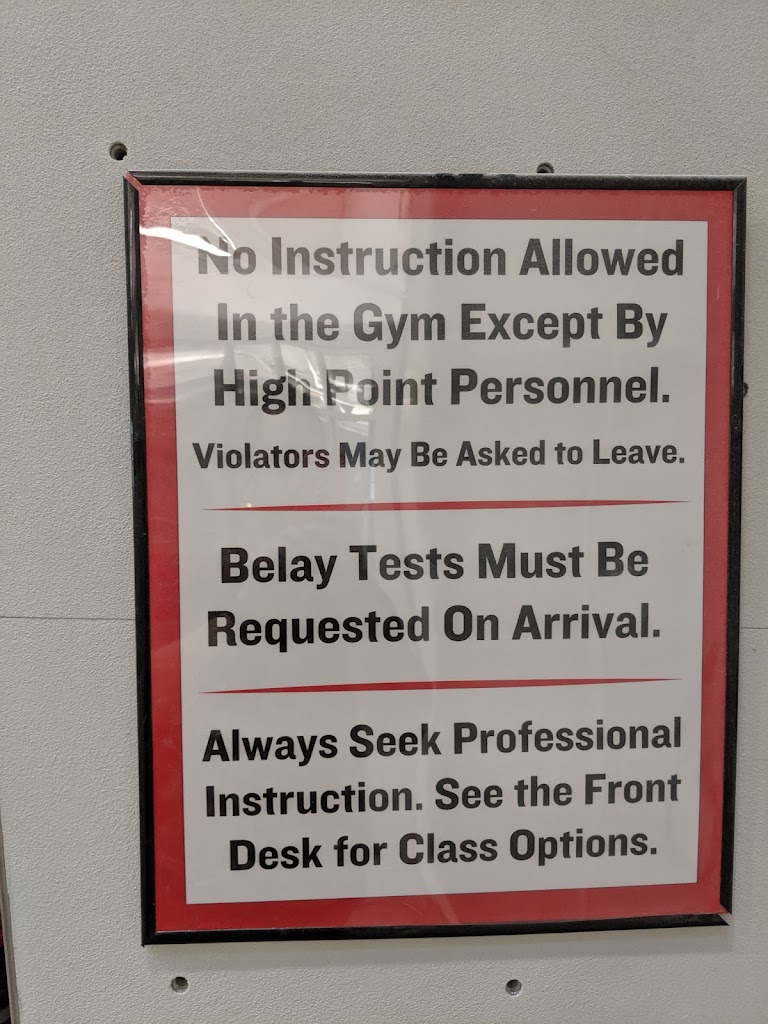 No Instruction Allowed
In the Gym Except By
High Point Personnel.
Violators May Be Asked to Leave.
Belay Tests Must Be
Requested On Arrival.
Always Seek Professional
Instruction. See the Front
Desk for Class Options.